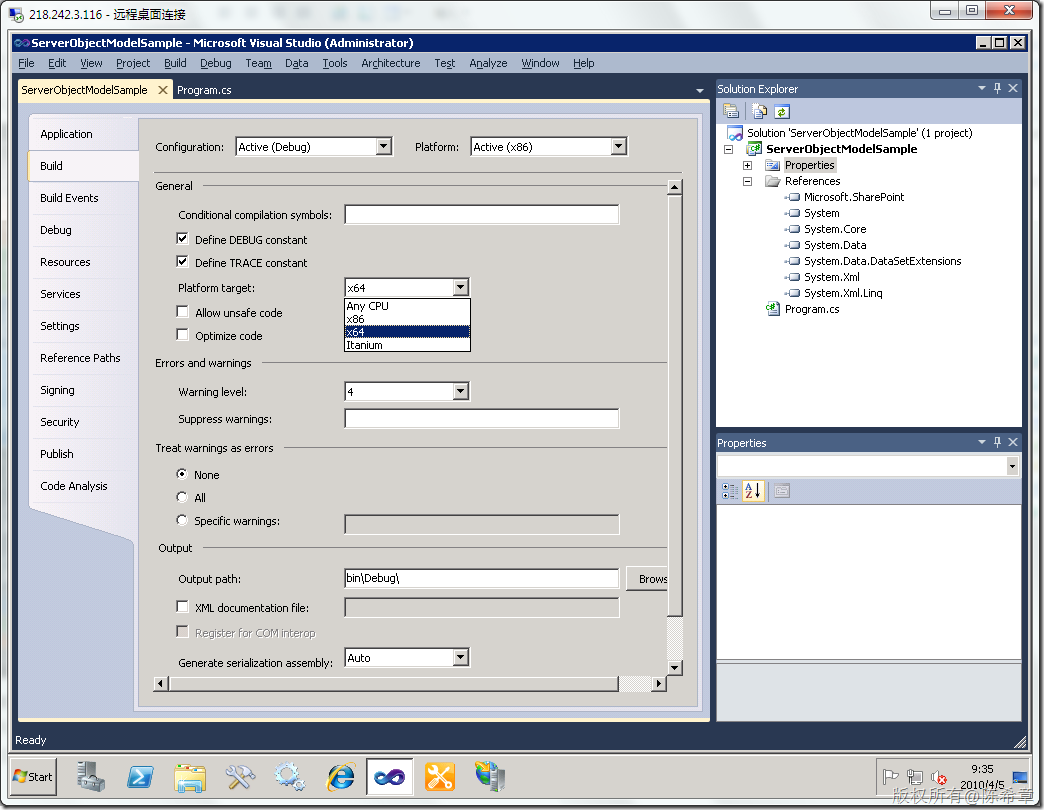 218.242.3.116 - 远程桌面连接
ServerObjectModelSample - Microsoft Visual Studio (Administrator)
File Edit View Project Build Debug Team Data Tools Architecture Test Analyze Window Help
ServerObjectModelSample Program.cs
Application
Build
Build Events
Debug
Resources
Services
Settings
Reference Paths
Signing
Security
Publish
Code Analysis
Configuration: Active (Debug) Platform: Active (x86)
General
Conditional compilation symbols:
Define DEBUG constant
Define TRACE constant
Platform target: x64
Any CPU
x86
x64
Itanium
Allow unsafe code
Optimize code
Errors and warnings
Warning level: 4
Suppress warnings:
Treat warnings as errors
None
All
Specific warnings:
Output
Output path: bin\Debug\ Brows
XML documentation file:
Register for COM interop
Generate serialization assembly: Auto
Solution Explorer
Solution 'ServerObjectModelSample' (1 project)
ServerObjectModelSample
Properties
References
Microsoft.SharePoint
System
System.Core
System.Data
System.Data.DataSetExtensions
System.Xml
System.Xml.Linq
Program.cs
Properties
Ready
Start
9:35
2010/4/5
版权所有@陈希章